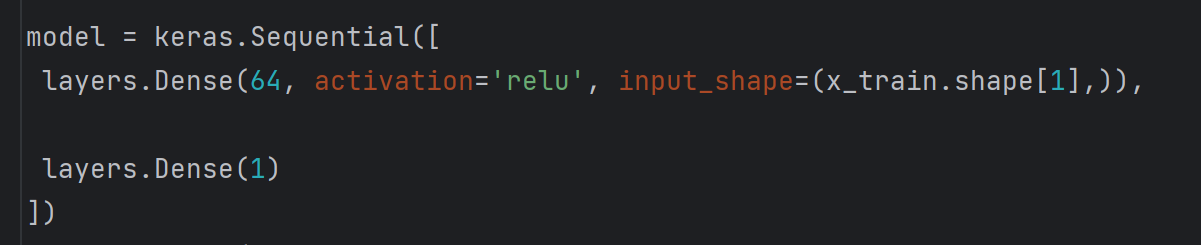 model = keras.Sequential([
 layers.Dense(64, activation='relu', input_shape=(x_train.shape[1],)),
 layers.Dense(1)
])